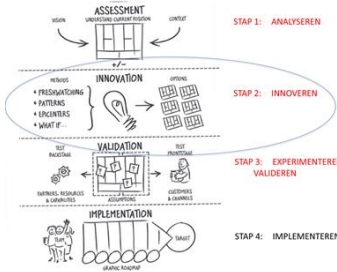 ASSESSMENT
VISION
UNDERSTAND CURRENT POSITION
CONTEXT
STAP 1: ANALYSEREN
+/-
METHODS
INNOVATION
OPTIONS
+ FRESHWATCHING
+ PATTERNS
+ EPICENTERS
+ WHAT IF...
STAP 2: INNOVEREN
VALIDATION
TEST BACKSTAGE
TEST FRONTSTAGE
?
?
?
?
STAP 3: EXPERIMENTERE
VALIDEREN
PARTNERS, RESOURCES
& CAPABILITIES
ASSUMPTIONS
CUSTOMERS
& CHANNELS
IMPLEMENTATION
TEAM
TARGET
STAP 4: IMPLEMENTEREN
GRAPHIC ROADMAP